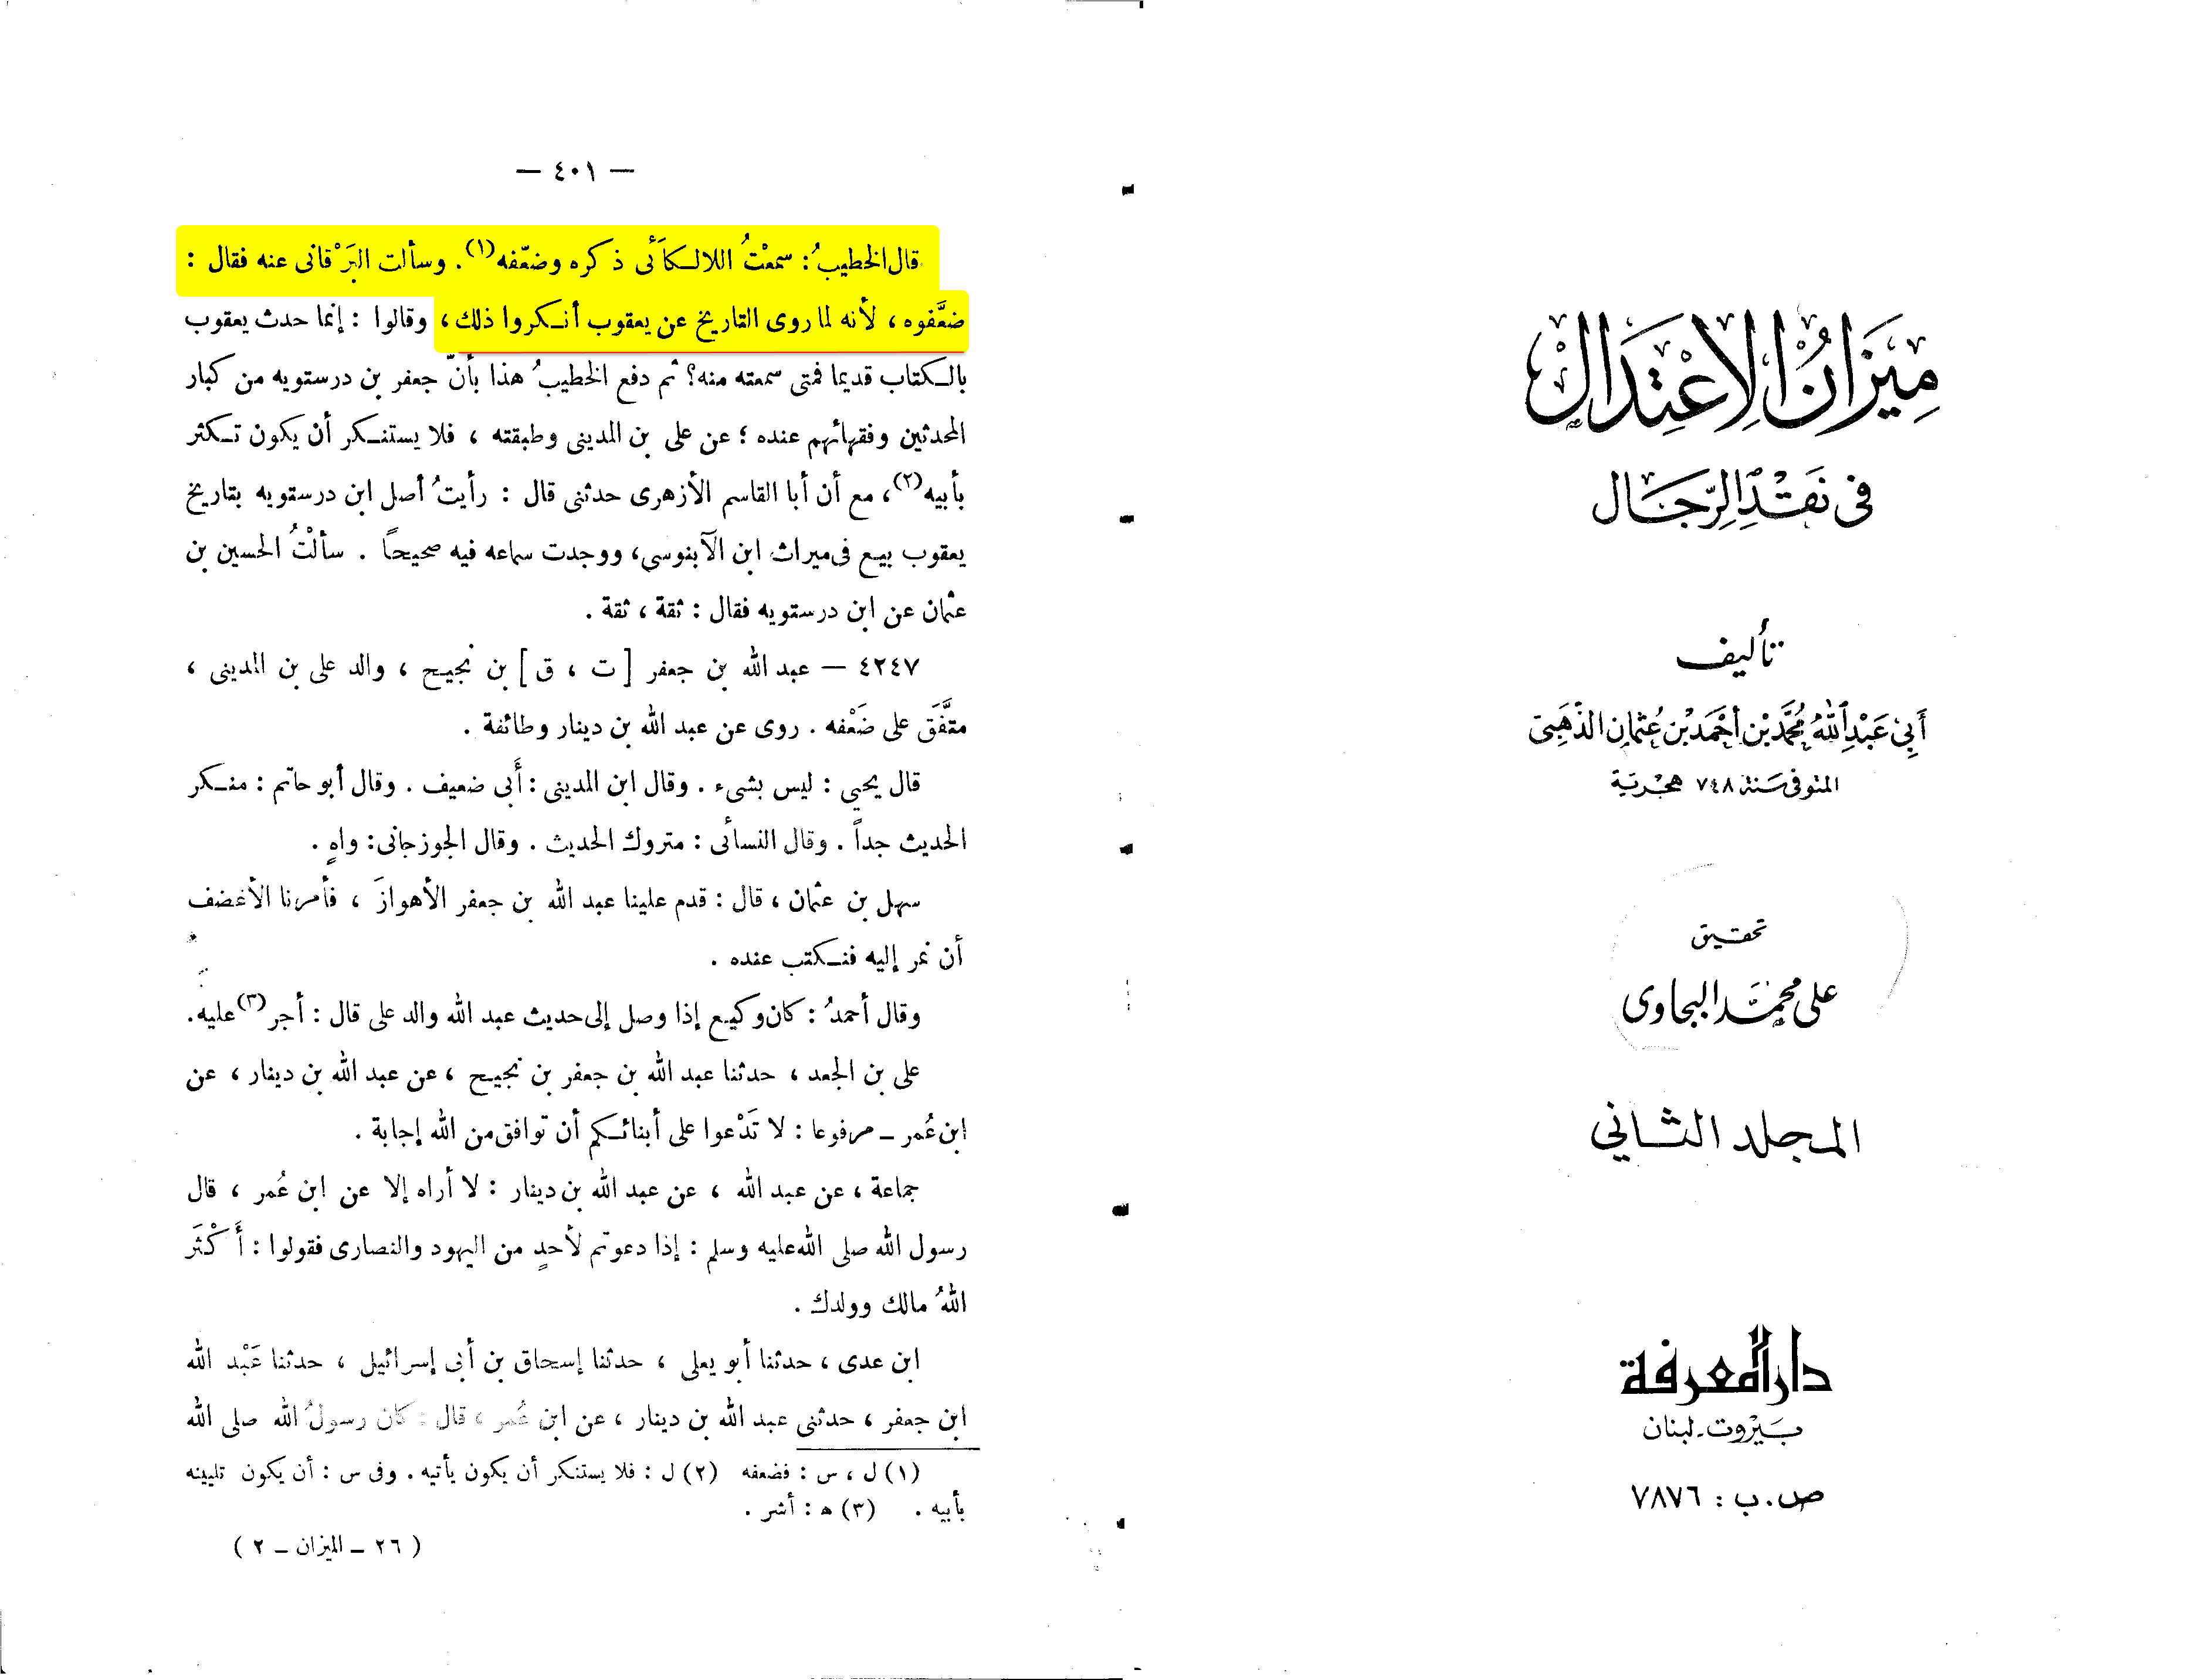 ميزان الاعتدال
فى نقد الرجال
تأليف
أبي عبد الله محمد بن أحمد بن عثمان الذهبي
المتوفى سنة ٧٤٨ هجرية
تحقيق
على محمد البجاوى
المجلد الثاني
دار المعرفة
بيروت - لبنان
ص . ب : ٧٨٧٦
— ٤٠١ —
قال الخطيبُ : سمعْتُ اللالكائى ذكره وضعّفه(١) . وسألت البَرْقانى عنه فقال :
ضعَّفوه ، لأنه لما روى التاريخ عن يعقوب أنكروا ذلك ، وقالوا : إنما حدث يعقوب
بالكتاب قديما فمتى سمعته منه؟ ثم دفع الخطيبُ هذا بأنّ جعفر بن درستويه من كبار
المحدثين وفقهائهم عنده ؛ عن على بن المدينى وطبقته ، فلا يستنكر أن يكون تكثر
بأبيه(٢) ، مع أن أبا القاسم الأزهرى حدثنى قال : رأيتُ أصل ابن درستويه بتاريخ
يعقوب بيع فى ميراث ابن الآبنوسى، ووجدت سماعه فيه صحيحًا . سألْتُ الحسين بن
عثمان عن ابن درستويه فقال : ثقة ، ثقة .
٤٢٤٧ — عبد الله بن جعفر [ ت ، ق ] بن نجيح ، والد على بن المدينى ،
متَّفَق على ضَعْفه . روى عن عبد الله بن دينار وطائفة .
قال يحيى : ليس بشىء . وقال ابن المدينى : أَبى ضعيف . وقال أبو حاتم : منكر
الحديث جداً . وقال النسائى : متروك الحديث . وقال الجوزجانى: واهٍ .
سهل بن عثمان ، قال : قدم علينا عبد الله بن جعفر الأهوازَ ، فأمرنا الأغضف
أن نمر إليه فنكتب عنده .
وقال أحمدُ : كان وكيع إذا وصل إلى حديث عبد الله والد على قال : أجر(٣) عليه.
على بن الجعد ، حدثنا عبد الله بن جعفر بن نجيح ، عن عبد الله بن دينار ، عن
ابن عُمر ـ مرفوعا : لا تَدْعوا على أبنائكم أن توافق من الله إجابة .
جماعة ، عن عبد الله ، عن عبد الله بن دينار : لا أراه إلا عن ابن عُمر ، قال
رسول الله صلى الله عليه وسلم : إذا دعوتم لأحدٍ من اليهود والنصارى فقولوا : أَكْثَر
اللهُ مالك وولدك .
ابن عدى ، حدثنا أبو يعلى ، حدثنا إسحاق بن أبى إسرائيل ، حدثنا عَبْد الله
ابن جعفر ، حدثنى عبد الله بن دينار ، عن ابن عُمر ، قال : كان رسولُ الله صلى الله
(١) ل ، س : فضعفه (٢) ل : فلا يستنكر أن يكون يأتيه . وفى س : أن يكون تليينه
بأبيه . (٣) ه : أشر .
( ٢٦ ـ الميزان ـ ٢ )